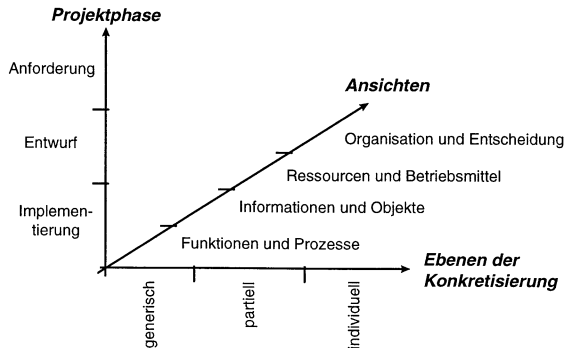 Projektphase
Anforderung
Ansichten
Entwurf
Organisation und Entscheidung
Ressourcen und Betriebsmittel
Implemen-
tierung
Informationen und Objekte
Funktionen und Prozesse
Ebenen der
Konkretisierung
generisch
partiell
individuell